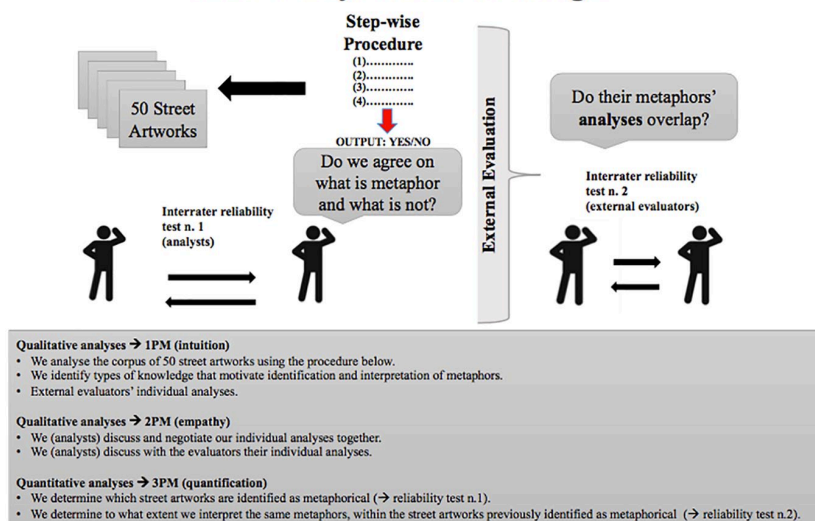 Step-wise
Procedure
(1).............
(2)............
(3)............
(4)............
50 Street
Artworks
OUTPUT: YES/NO
Do we agree on
what is metaphor
and what is not?
Interrater reliability
test n. 1
(analysts)
External Evaluation
Do their metaphors'
analyses overlap?
Interrater reliability
test n. 2
(external evaluators)
Qualitative analyses → 1PM (intuition)
• We analyse the corpus of 50 street artworks using the procedure below.
• We identify types of knowledge that motivate identification and interpretation of metaphors.
• External evaluators' individual analyses.
Qualitative analyses → 2PM (empathy)
• We (analysts) discuss and negotiate our individual analyses together.
• We (analysts) discuss with the evaluators their individual analyses.
Quantitative analyses → 3PM (quantification)
• We determine which street artworks are identified as metaphorical (→ reliability test n.1).
• We determine to what extent we interpret the same metaphors, within the street artworks previously identified as metaphorical (→ reliability test n.2).